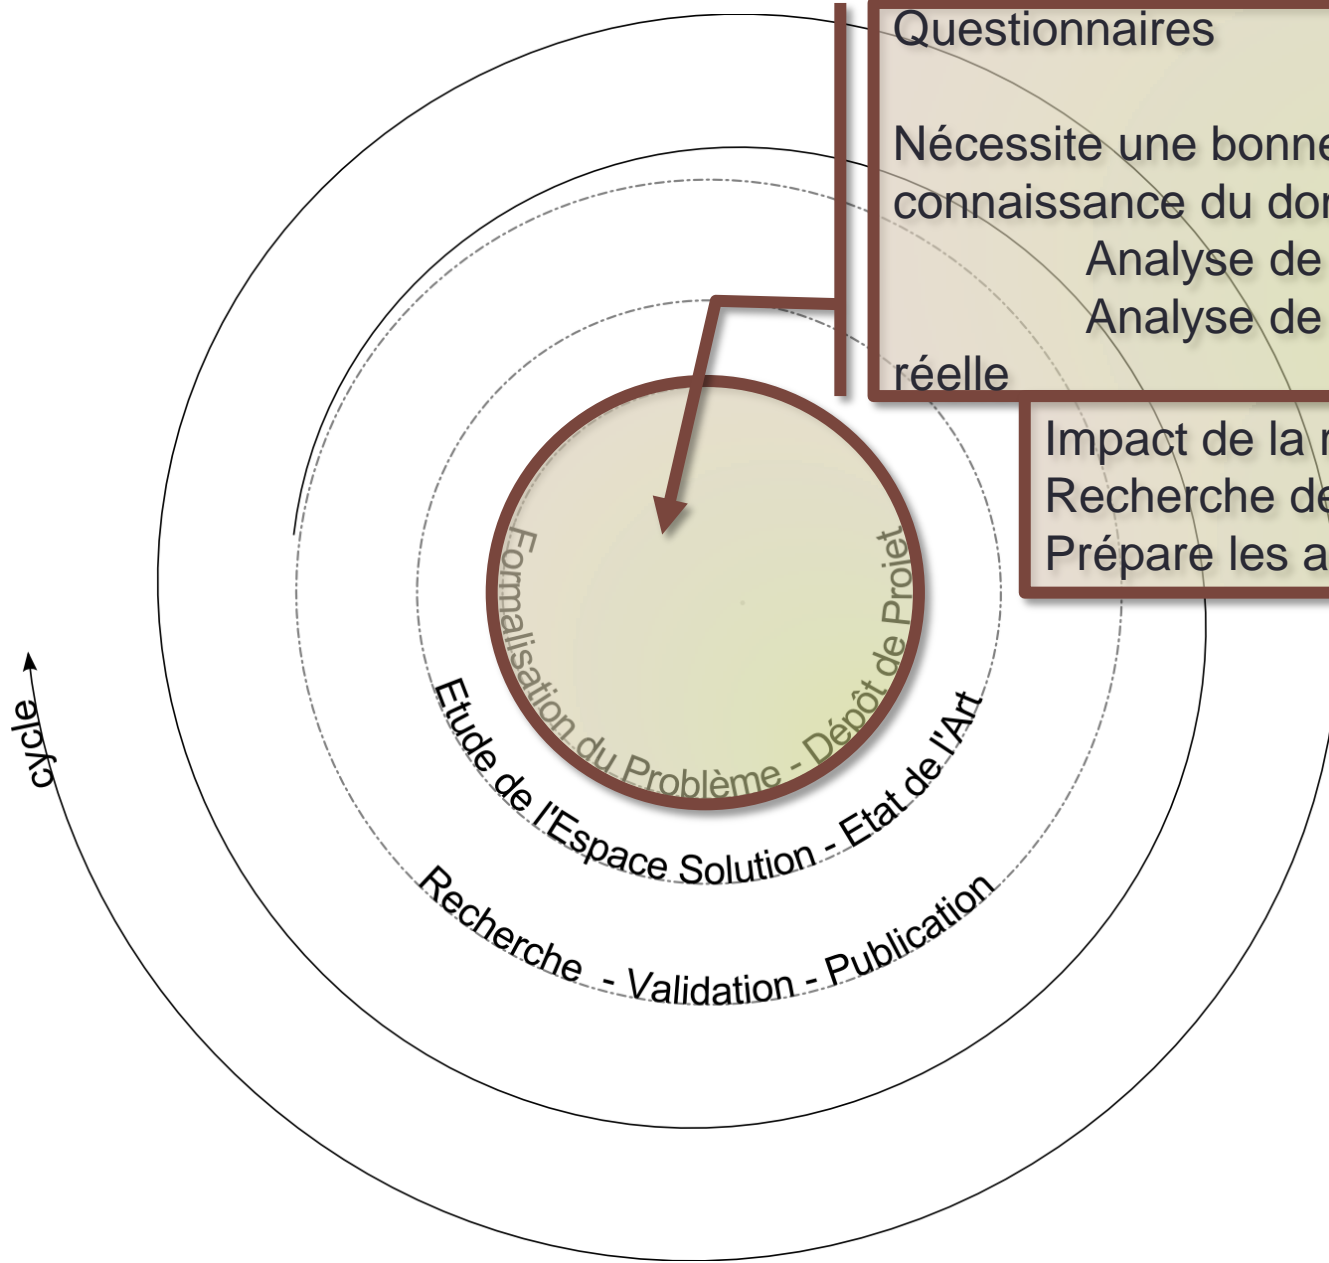 Questionnaires
Nécessite une bonne
connaissance du
Analyse de
Analyse de
réelle
Impact de la
Recherche
Prépare les
Formalisation du Problème - Dépôt de Projet
Etude de l'Espace Solution - Etat de l'Art
Recherche - Validation - Publication
cycle